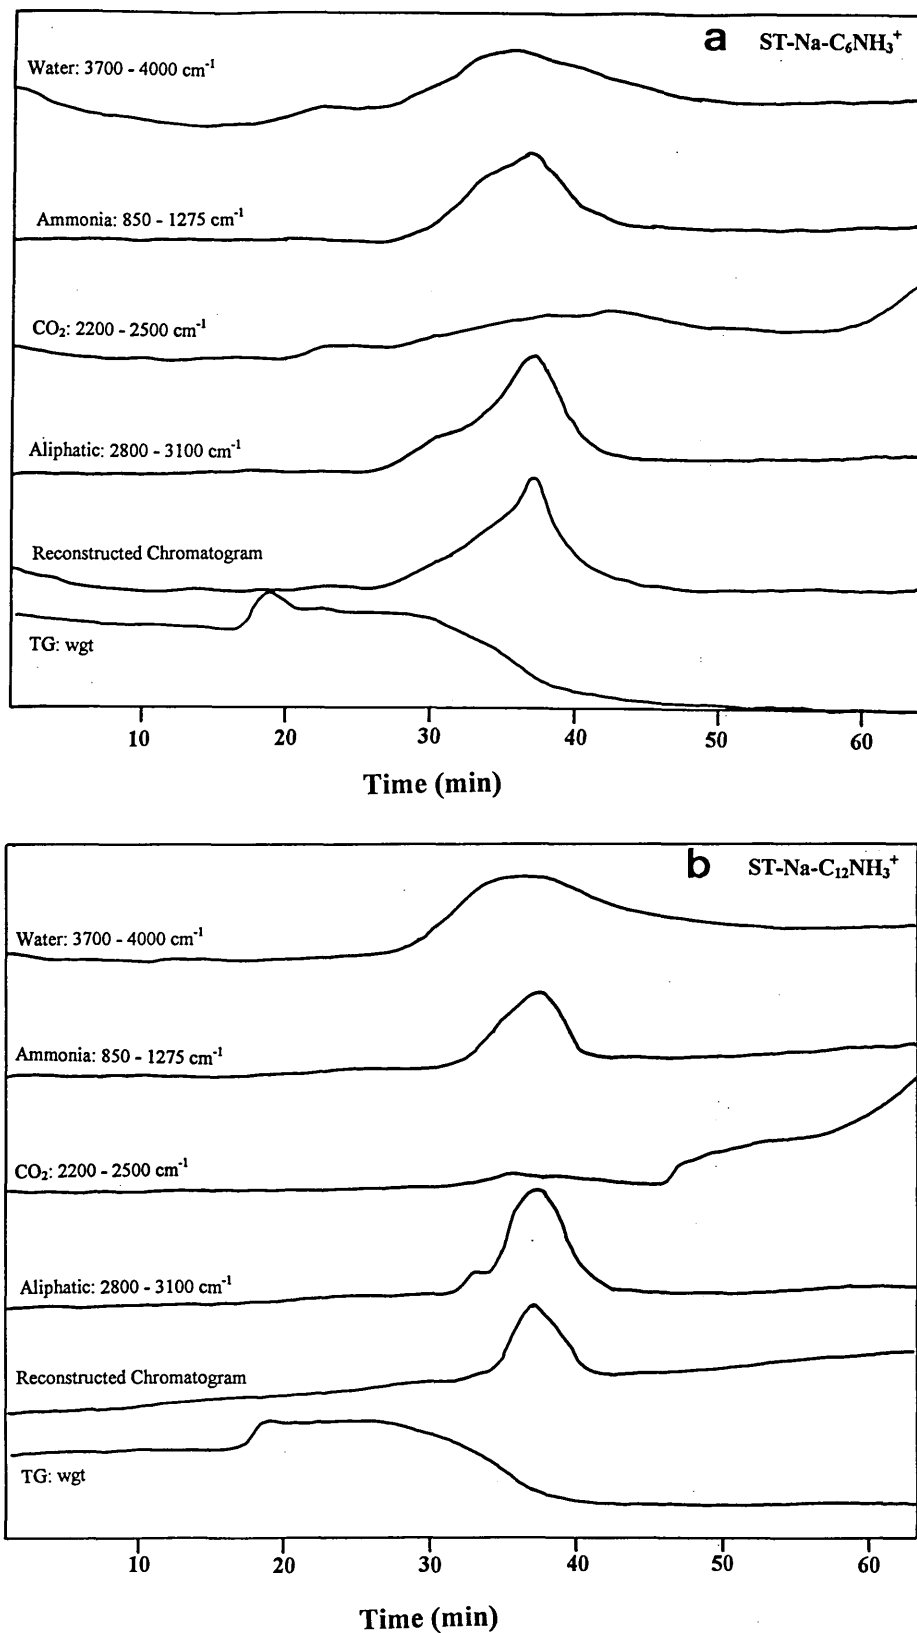 a ST-Na-C₆NH₃⁺
Water: 3700 - 4000 cm⁻¹
Ammonia: 850 - 1275 cm⁻¹
CO₂: 2200 - 2500 cm⁻¹
Aliphatic: 2800 - 3100 cm⁻¹
Reconstructed Chromatogram
TG: wgt
10 20 30 40 50 60
Time (min)
b ST-Na-C₁₂NH₃⁺
Water: 3700 - 4000 cm⁻¹
Ammonia: 850 - 1275 cm⁻¹
CO₂: 2200 - 2500 cm⁻¹
Aliphatic: 2800 - 3100 cm⁻¹
Reconstructed Chromatogram
TG: wgt
10 20 30 40 50 60
Time (min)